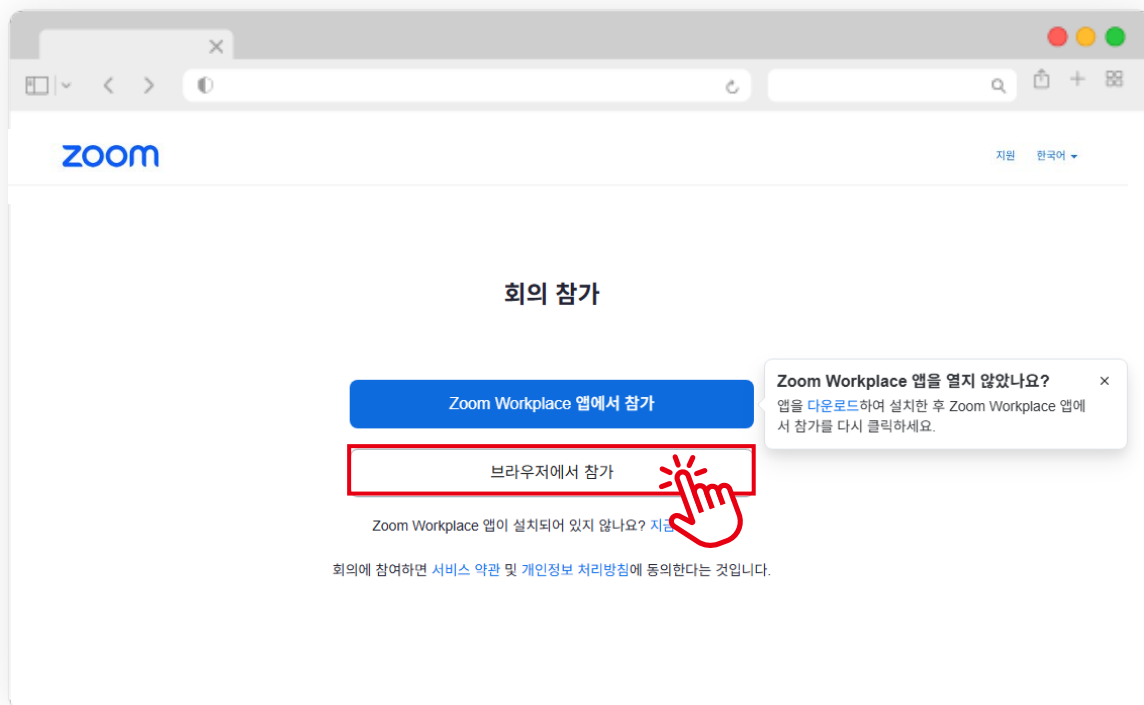 zoom
지원 한국어
회의 참가
Zoom Workplace 앱에서 참가
Zoom Workplace 앱을 열지 않았나요?
앱을 다운로드하여 설치한 후 Zoom Workplace 앱에
서 참가를 다시 클릭하세요.
브라우저에서 참가
Zoom Workplace 앱이 설치되어 있지 않나요? 지금
회의에 참여하면 서비스 약관 및 개인정보 처리방침에 동의한다는 것입니다.